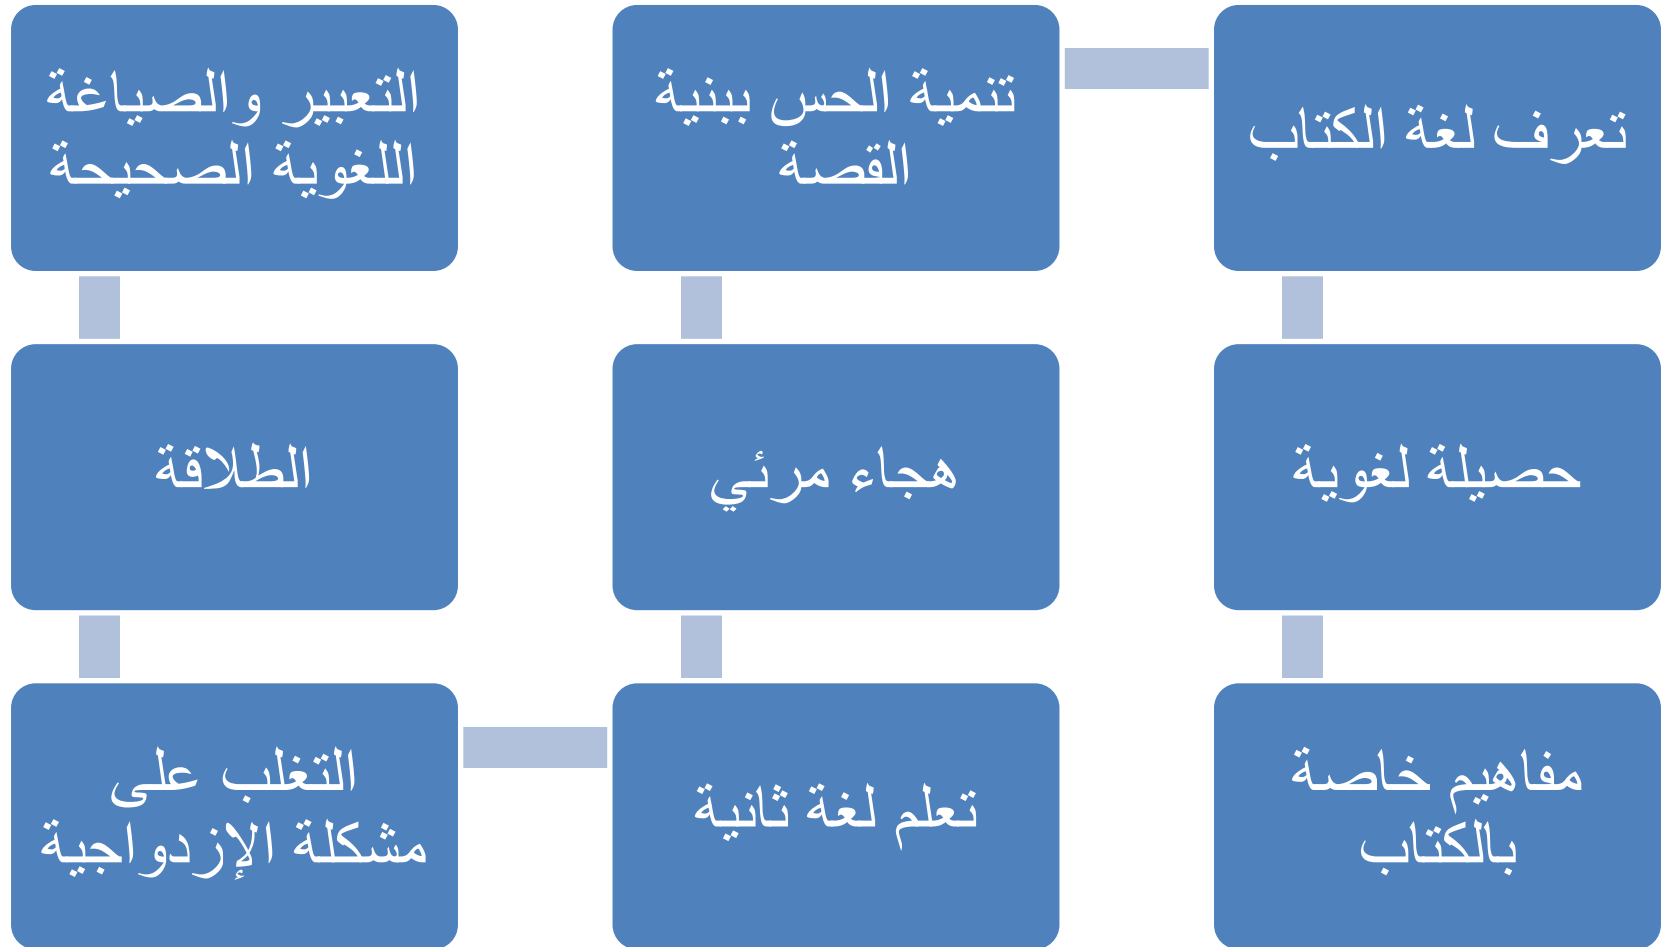 التعبير والصياغة
اللغوية الصحيحة
الطلاقة
التغلب على
مشكلة الإزدواجية
تعلم لغة ثانية
هجاء مرئي
تنمية الحس ببنية
القصة
تعرف لغة الكتاب
حصيلة لغوية
مفاهيم خاصة
بالكتاب